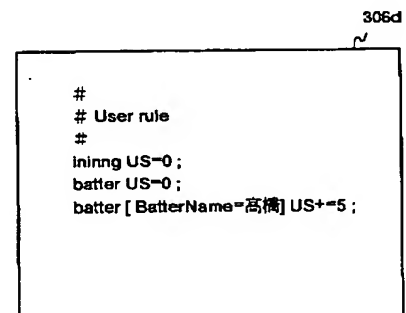 306d
#
# User rule
#
ininng US=0 ;
batter US=0 ;
batter [ BatterName=高橋] US+=5 ;